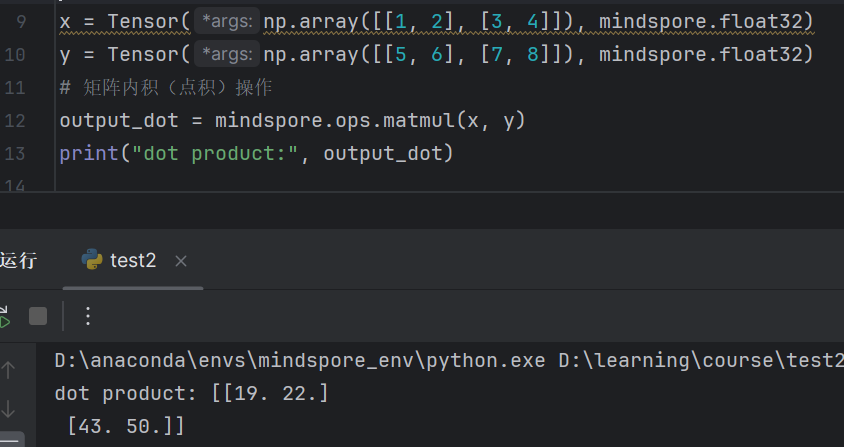 9 x = Tensor( *args: np.array([[1, 2], [3, 4]]), mindspore.float32)
10 y = Tensor( *args: np.array([[5, 6], [7, 8]]), mindspore.float32)
11 # 矩阵内积（点积）操作
12 output_dot = mindspore.ops.matmul(x, y)
13 print("dot product:", output_dot)
14
运行 test2 ×
D:\anaconda\envs\mindspore_env\python.exe D:\learning\course\test2
dot product: [[19. 22.]
[43. 50.]]